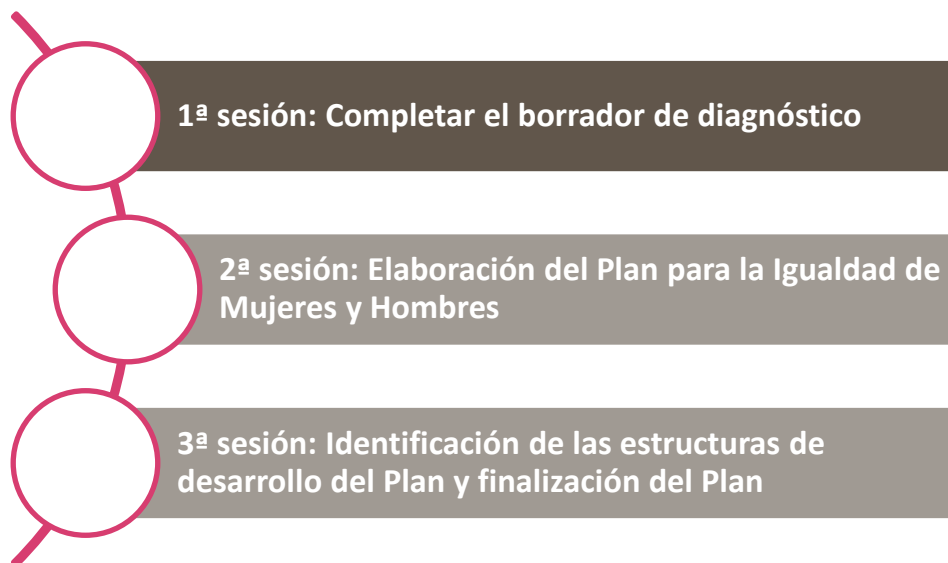 1ª sesión: Completar el borrador de diagnóstico
2ª sesión: Elaboración del Plan para la Igualdad de
Mujeres y Hombres
3ª sesión: Identificación de las estructuras de
desarrollo del Plan y finalización del Plan